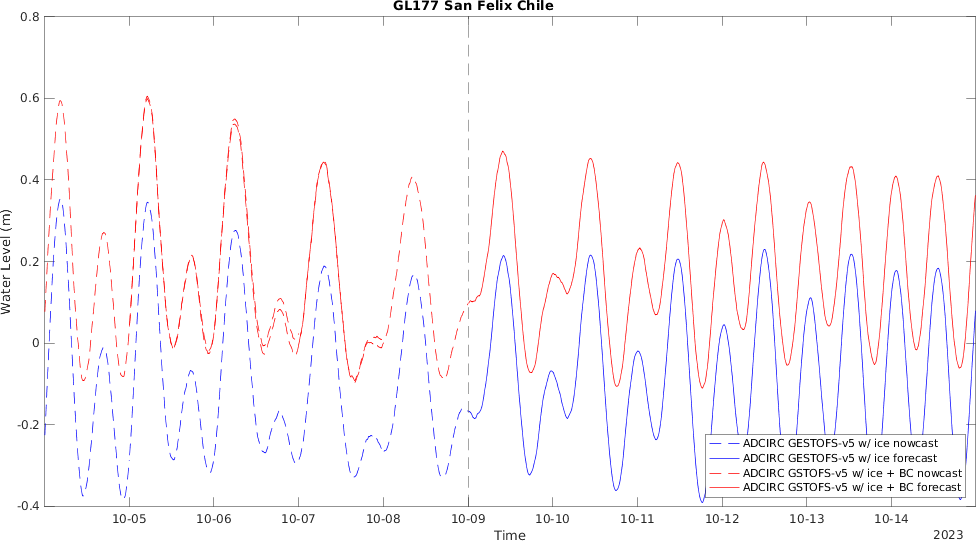 GL177 San Felix Chile
Water Level (m)
0.8
0.6
0.4
0.2
0
-0.2
-0.4
ADCIRC GESTOFS-v5 w/ ice nowcast
ADCIRC GESTOFS-v5 w/ ice forecast
ADCIRC GSTOFS-v5 w/ ice + BC nowcast
ADCIRC GSTOFS-v5 w/ ice + BC forecast
10-05 10-06 10-07 10-08 10-09 10-10 10-11 10-12 10-13 10-14
Time
2023